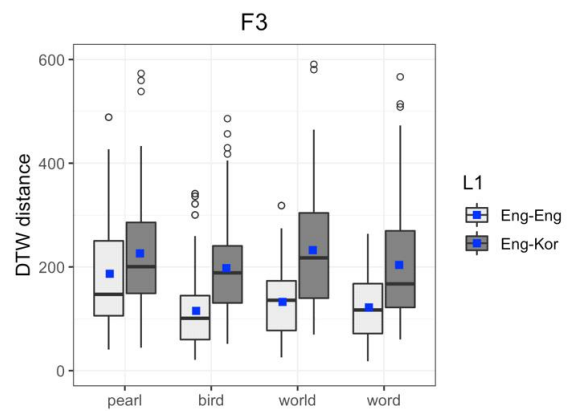 F3
600
400
200
0
DTW distance
pearl bird world word
L1
Eng-Eng
Eng-Kor